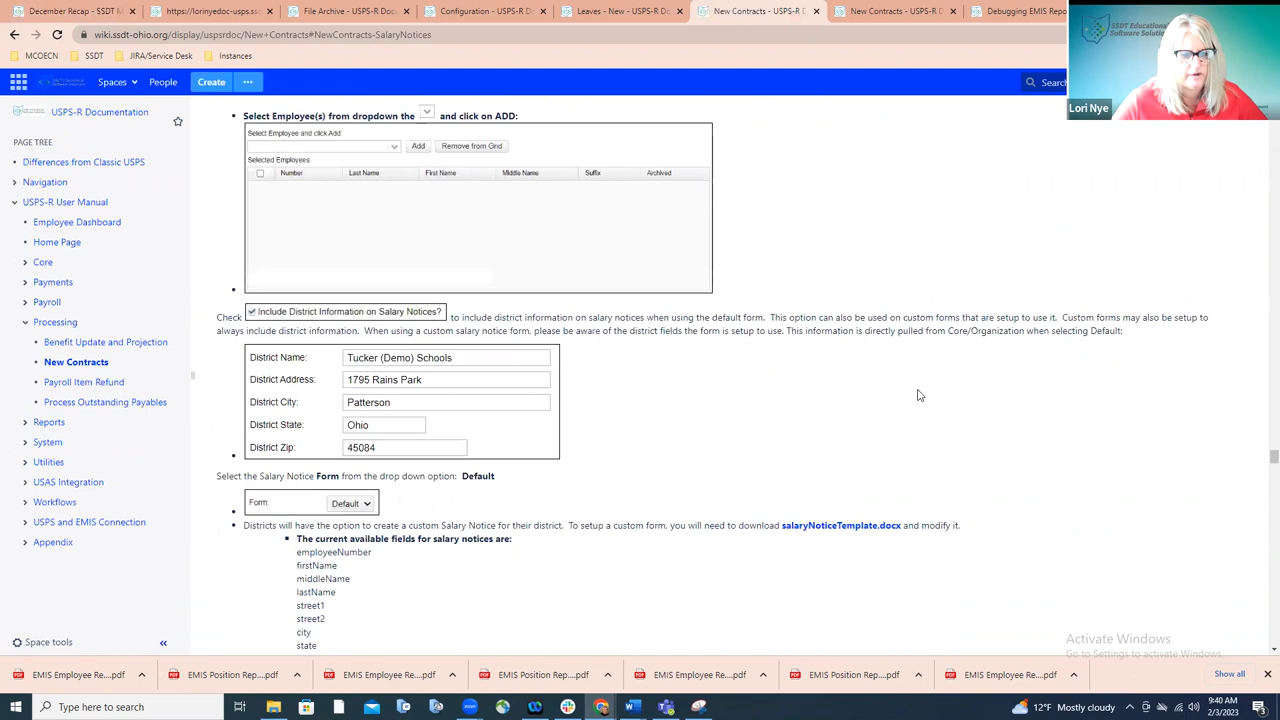 December Recap - SSDT
https://lorinyedoc-usps-r.
File Archive - SSDT Docu
Configuration - USPS-R D
Leaves - New - USPS-R D
New Contracts - USPS-R
New Contracts - USPS-R D
Debugging EMIS Repo
wiki.ssdt-ohio.org/display/uspsrdoc/New+Contracts#NewContracts-SalaryNotices
MCOECN
SSDT
JIRA/Service Desk
Instances
SSDT Educational
Software Solutions
Lori Nye
Spaces
People
Create
Search
USPS-R Documentation
PAGE TREE
Differences from Classic USPS
Navigation
USPS-R User Manual
Employee Dashboard
Home Page
Core
Payments
Payroll
Processing
Benefit Update and Projection
New Contracts
Payroll Item Refund
Process Outstanding Payables
Reports
System
Utilities
USAS Integration
Workflows
USPS and EMIS Connection
Appendix
Space tools
Select Employee(s) from dropdown the and click on ADD:
Select Employee and click Add
Add Remove from Grid
Selected Employees:
Number Last Name First Name Middle Name Suffix Archived
Check Include District Information on Salary Notices? to include district information on salary notices when using the default form. This option can also be used on custom forms that are setup to use it. Custom forms may also be setup to
always include district information. When using a custom salary notice form, please be aware of the district fields the form is setup to use. This information is directly pulled from Core/Organization when selecting Default:
District Name: Tucker (Demo) Schools
District Address: 1795 Rains Park
District City: Patterson
District State: Ohio
District Zip: 45084
Select the Salary Notice Form from the drop down option: Default
Form: Default
Districts will have the option to create a custom Salary Notice for their district. To setup a custom form, you will need to download salaryNoticeTemplate.docx and modify it.
The current available fields for salary notices are:
employeeNumber
firstName
middleName
lastName
street1
street2
city
state
Activate Windows
Go to Settings to activate Windows.
EMIS Employee Re....pdf
EMIS Position Rep....pdf
EMIS Employee Re....pdf
EMIS Position Rep....pdf
EMIS Employee Re....pdf
EMIS Position Rep....pdf
EMIS Employee Re....pdf
Show all
Type here to search
12°F Mostly cloudy
9:40 AM
2/3/2023